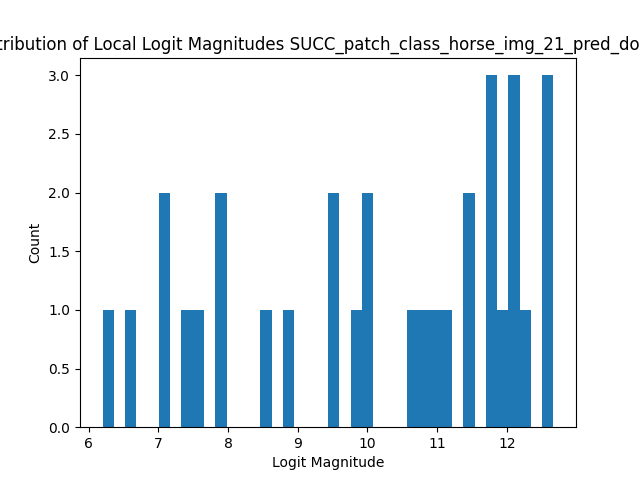 tribution of Local Logit Magnitudes SUCC_patch_class_horse_img_21_pred_do
3.0
2.5
2.0
1.5
1.0
0.5
0.0
Count
6 7 8 9 10 11 12
Logit Magnitude